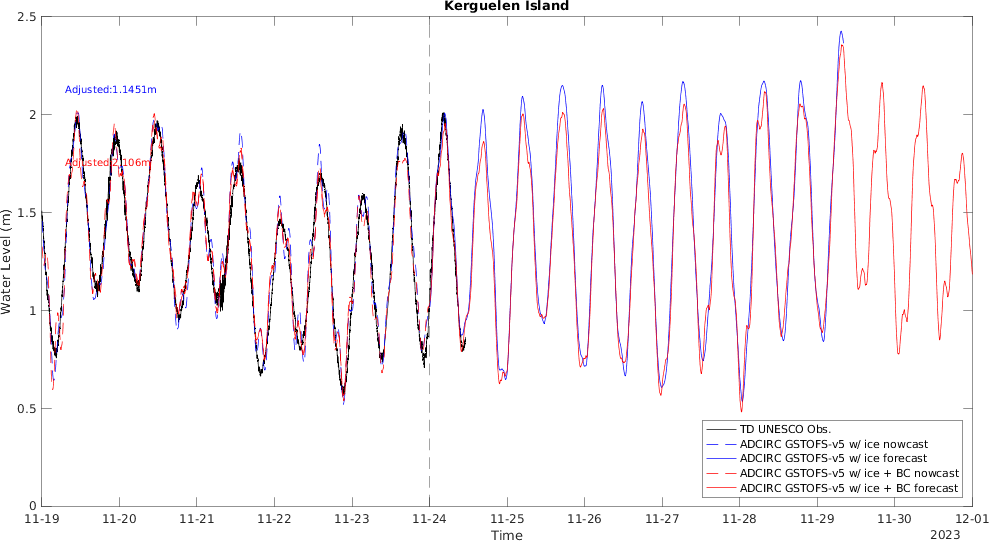 Kerguelen Island
2.5
2
1.5
1
0.5
0
Water Level (m)
Adjusted:1.1451m
Adjusted:2.106m
TD UNESCO Obs.
ADCIRC GSTOFS-v5 w/ ice nowcast
ADCIRC GSTOFS-v5 w/ ice forecast
ADCIRC GSTOFS-v5 w/ ice + BC nowcast
ADCIRC GSTOFS-v5 w/ ice + BC forecast
11-19 11-20 11-21 11-22 11-23 11-24 11-25 11-26 11-27 11-28 11-29 11-30 12-01
Time
2023